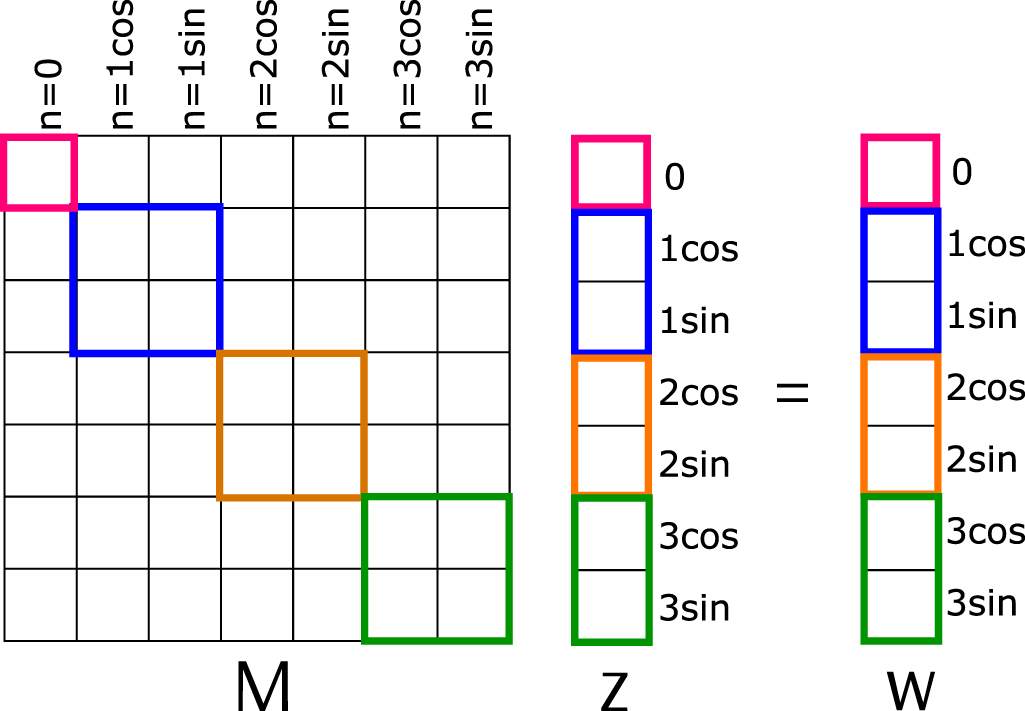 n=0
n=1cos
n=1sin
n=2cos
n=2sin
n=3cos
n=3sin
0
1cos
1sin
2cos
2sin
3cos
3sin
=
0
1cos
1sin
2cos
2sin
3cos
3sin
M
Z
W